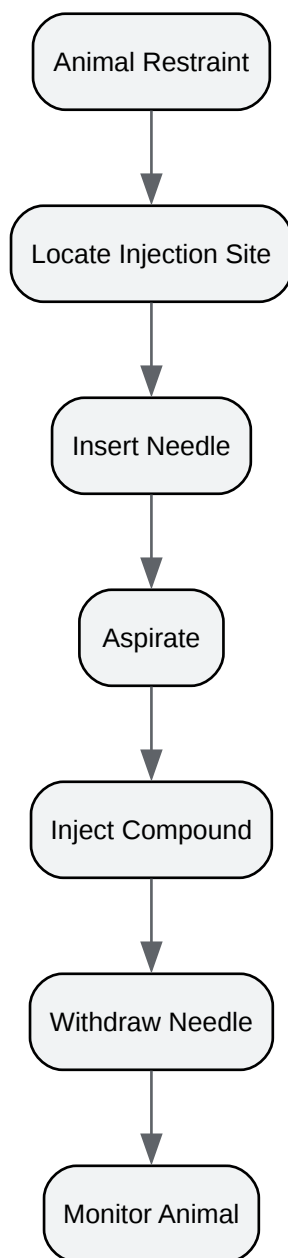 Animal Restraint
Locate Injection Site
Insert Needle
Aspirate
Inject Compound
Withdraw Needle
Monitor Animal